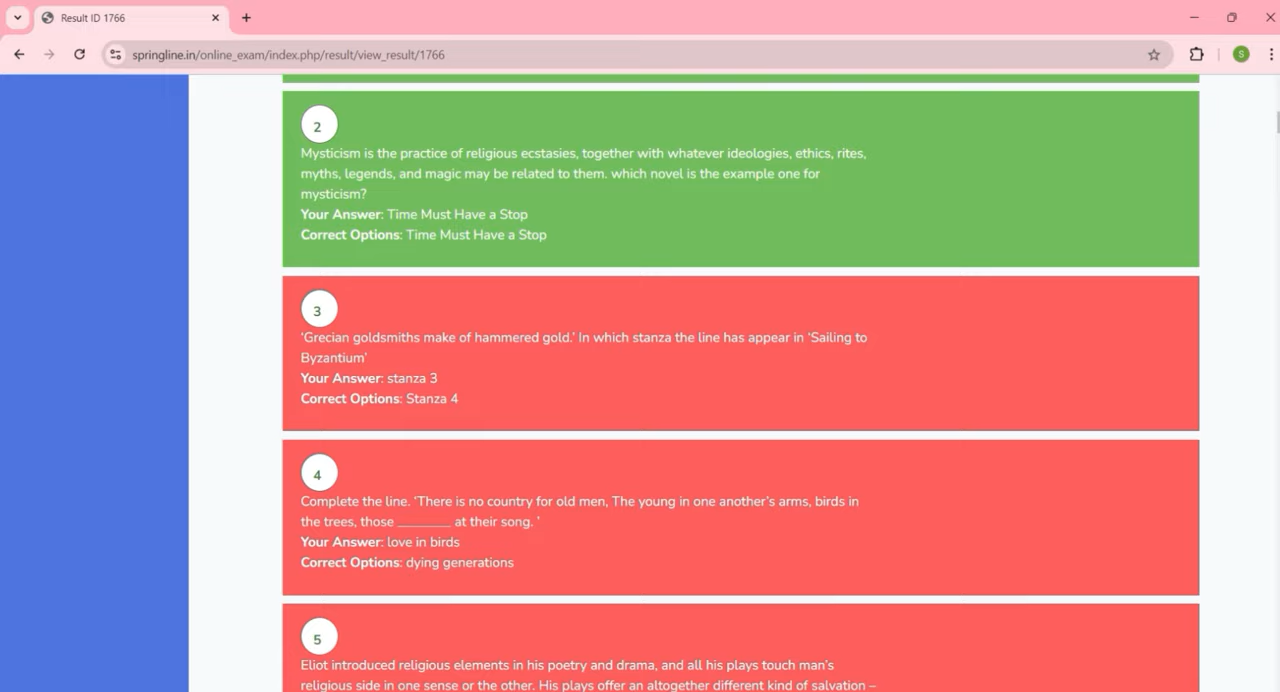 Result ID 1766
springline.in/online_exam/index.php/result/view_result/1766
S
2
Mysticism is the practice of religious ecstasies, together with whatever ideologies, ethics, rites,
myths, legends, and magic may be related to them. which novel is the example one for
mysticism?
Your Answer: Time Must Have a Stop
Correct Options: Time Must Have a Stop
3
‘Grecian goldsmiths make of hammered gold.’ In which stanza the line has appear in ‘Sailing to
Byzantium’
Your Answer: stanza 3
Correct Options: Stanza 4
4
Complete the line. ‘There is no country for old men, The young in one another’s arms, birds in
the trees, those _______ at their song. ’
Your Answer: love in birds
Correct Options: dying generations
5
Eliot introduced religious elements in his poetry and drama, and all his plays touch man’s
religious side in one sense or the other. His plays offer an altogether different kind of salvation –